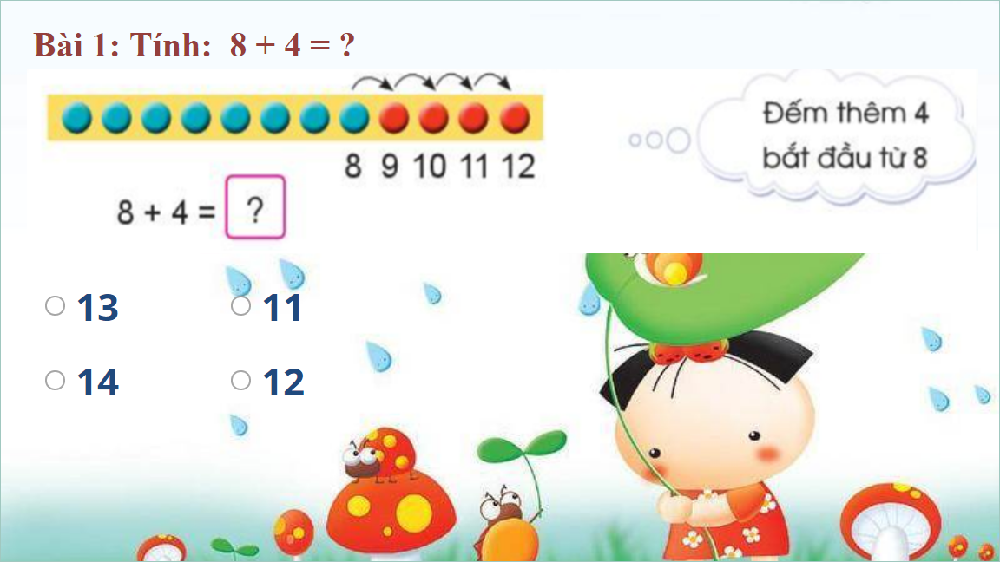 Bài 1: Tính: 8 + 4 = ?
Đếm thêm 4
bắt đầu từ 8
8 9 10 11 12
8 + 4 = ?
13
11
14
12